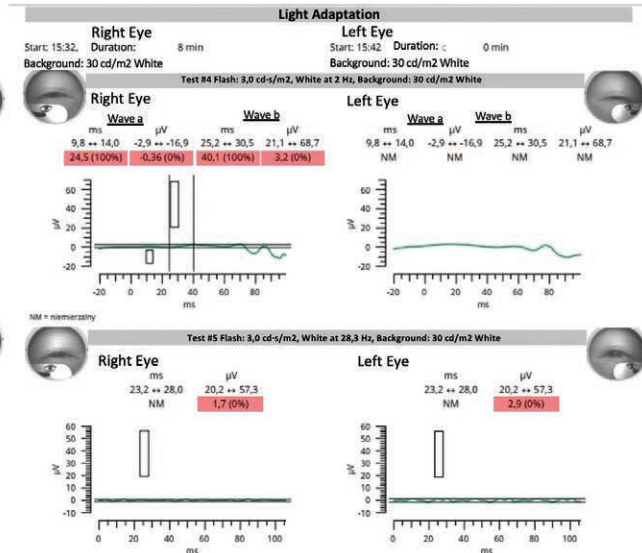 Light Adaptation
Right Eye Left Eye
Start: 15:32, Duration: 8 min Start: 15:42 Duration: c 0 min
Background: 30 cd/m2 White Background: 30 cd/m2 White
Test #4 Flash: 3,0 cd-s/m2, White at 2 Hz, Background: 30 cd/m2 White
Right Eye Left Eye
Wave a Wave b Wave a Wave b
ms µV ms µV ms µV ms µV
9,8 ↔ 14,0 -2,9 ↔ -16,9 25,2 ↔ 30,5 21,1 ↔ 68,7 9,8 ↔ 14,0 -2,9 ↔ -16,9 25,2 ↔ 30,5 21,1 ↔ 68,7
24,5 (100%) -0,36 (0%) 40,1 (100%) 3,2 (0%) NM NM NM NM
60 60
40 40
µV 20 µV 20
0 0
-20 -20
-20 0 20 40 60 80 -20 0 20 40 60 80
ms ms
NM = niemierzalny
Test #5 Flash: 3,0 cd-s/m2, White at 28,3 Hz, Background: 30 cd/m2 White
Right Eye Left Eye
ms µV ms µV
23,2 ↔ 28,0 20,2 ↔ 57,3 23,2 ↔ 28,0 20,2 ↔ 57,3
NM 1,7 (0%) NM 2,9 (0%)
60 60
50 50
40 40
µV 30 µV 30
20 20
10 10
0 0
-10 -10
0 20 40 60 80 100 0 20 40 60 80 100
ms ms